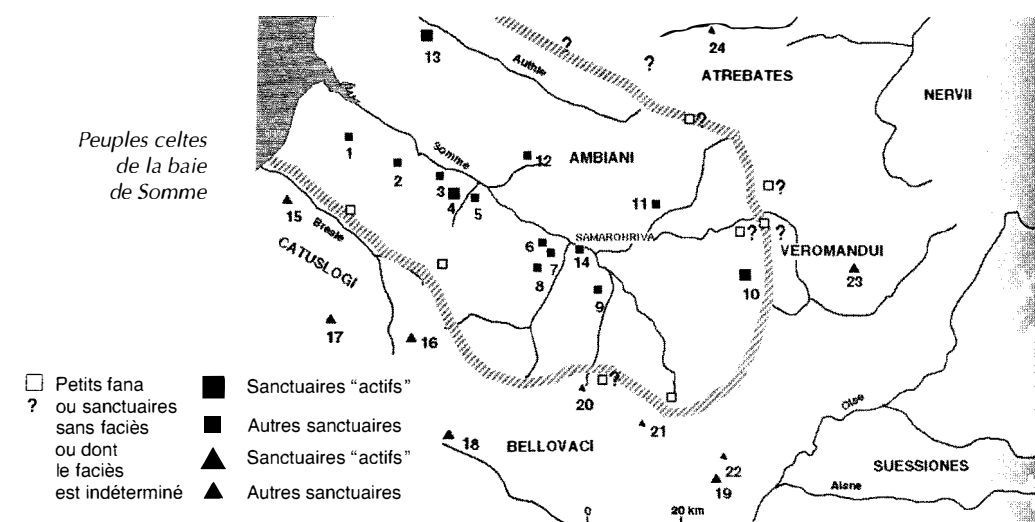 Peuples celtes
de la baie
de Somme
13
Authie
?
?
24
ATREBATES
NERVII
?
1
2
Somme
3
4
5
12
AMBIANI
?
11
15
Bresle
CATUSLOGI
6
7
8
14
SAMAROBRIVA
9
?
?
10
VEROMANDUI
23
17
16
?
20
21
18
BELLOVACI
22
19
Oise
SUESSIONES
Aisne
0 20 km
Petits fana
? ou sanctuaires
sans faciès
ou dont
le faciès
est indéterminé
Sanctuaires "actifs"
Autres sanctuaires
Sanctuaires "actifs"
Autres sanctuaires